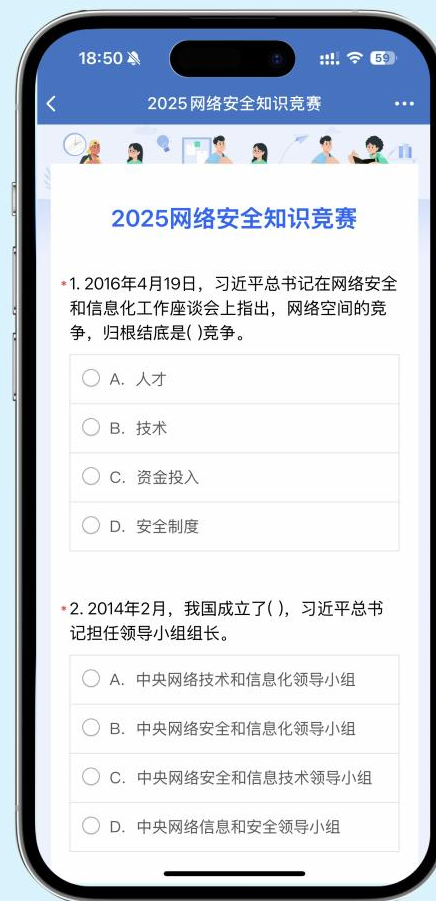 18:50
59
2025网络安全知识竞赛
2025网络安全知识竞赛
*1. 2016年4月19日，习近平总书记在网络安全
和信息化工作座谈会上指出，网络空间的竞
争，归根结底是( )竞争。
A. 人才
B. 技术
C. 资金投入
D. 安全制度
*2. 2014年2月，我国成立了( )，习近平总书
记担任领导小组组长。
A. 中央网络技术和信息化领导小组
B. 中央网络安全和信息化领导小组
C. 中央网络安全和信息技术领导小组
D. 中央网络信息和安全领导小组